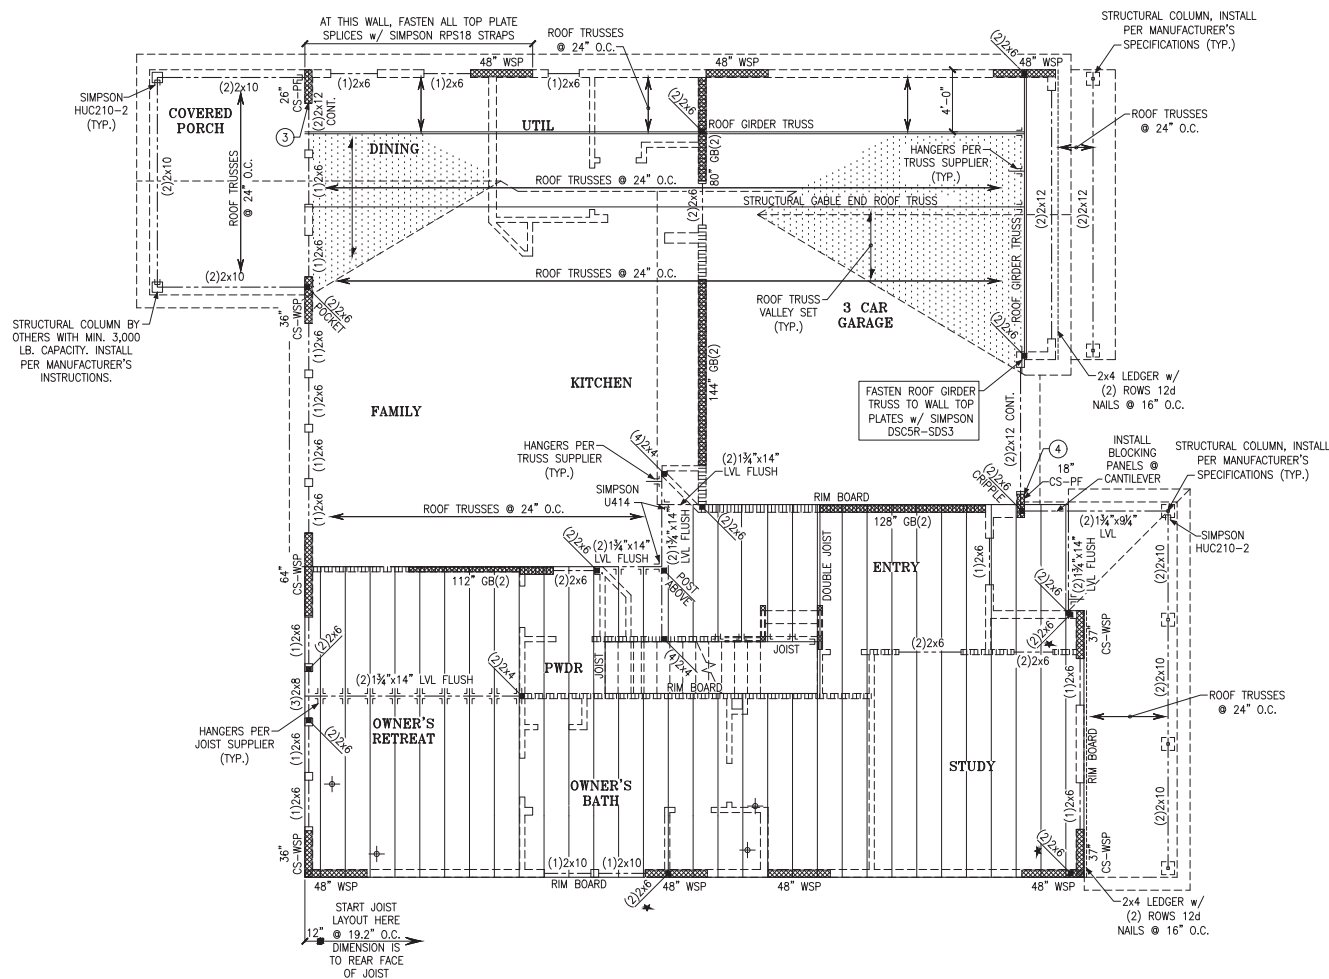 AT THIS WALL, FASTEN ALL TOP PLATE
SPLICES w/ SIMPSON RPS18 STRAPS
ROOF TRUSSES
@ 24" O.C.
STRUCTURAL COLUMN, INSTALL
PER MANUFACTURER'S
SPECIFICATIONS (TYP.)
(2)2x6
48" WSP
48" WSP
48" WSP
(2)2x10
(1)2x6
(1)2x6
(1)2x6
SIMPSON
HUC210-2
(TYP.)
COVERED
PORCH
26"
CS-PF
(2)2x12
CONT.
3
UTIL
(2)2x6
ROOF GIRDER TRUSS
4'-0"
ROOF TRUSSES
@ 24" O.C.
DINING
HANGERS PER
TRUSS SUPPLIER
(TYP.)
80" GB(2)
(2)2x10
ROOF TRUSSES
@ 24" O.C.
(1)2x6
ROOF TRUSSES @ 24" O.C.
(2)2x6
STRUCTURAL GABLE END ROOF TRUSS
(2)2x12
(2)2x12
(1)2x6
ROOF GIRDER TRUSS
(2)2x10
ROOF TRUSSES @ 24" O.C.
(2)2x6
POCKET
ROOF TRUSS
VALLEY SET
(TYP.)
3 CAR
GARAGE
(2)2x6
STRUCTURAL COLUMN BY
OTHERS WITH MIN. 3,000
LB. CAPACITY. INSTALL
PER MANUFACTURER'S
INSTRUCTIONS.
36"
CS-WSP
(1)2x6
KITCHEN
144" GB(2)
FASTEN ROOF GIRDER
TRUSS TO WALL TOP
PLATES w/ SIMPSON
DSC5R-SDS3
2x4 LEDGER w/
(2) ROWS 12d
NAILS @ 16" O.C.
(1)2x6
FAMILY
(2)2x12 CONT.
(1)2x6
HANGERS PER
TRUSS SUPPLIER
(TYP.)
(4)2x4
(2)1¾"x14"
LVL FLUSH
4
18"
CS-PF
INSTALL
BLOCKING
PANELS @
CANTILEVER
STRUCTURAL COLUMN, INSTALL
PER MANUFACTURER'S
SPECIFICATIONS (TYP.)
(2)2x6
CRIPPLE
SIMPSON
U414
RIM BOARD
(1)2x6
ROOF TRUSSES @ 24" O.C.
(2)1¾"x14"
LVL FLUSH
(2)2x6
128" GB(2)
(2)1¾"x9¼"
LVL
SIMPSON
HUC210-2
(2)2x6
(2)1¾"x14"
LVL FLUSH
64"
CS-WSP
112" GB(2)
(2)2x6
POST
ABOVE
DOUBLE JOIST
ENTRY
(1)2x6
(2)1¾"x14"
LVL FLUSH
(2)2x10
(2)2x6
(1)2x6
(2)2x6
37"
CS-WSP
(2)2x6
PWDR
JOIST
(4)2x4
JOIST
(2)2x6
(2)2x6
(2)2x10
(2)1¾"x14" LVL FLUSH
(2)2x4
RIM BOARD
(3)2x8
(1)2x6
ROOF TRUSSES
@ 24" O.C.
HANGERS PER
JOIST SUPPLIER
(TYP.)
OWNER'S
RETREAT
(2)2x6
(1)2x6
RIM BOARD
STUDY
OWNER'S
BATH
(1)2x6
(1)2x6
(2)2x10
36"
CS-WSP
(2)2x6
37"
CS-WSP
(1)2x10
(1)2x10
48" WSP
RIM BOARD
48" WSP
48" WSP
48" WSP
(2)2x6
12"
START JOIST
LAYOUT HERE
@ 19.2" O.C.
DIMENSION IS
TO REAR FACE
OF JOIST
2x4 LEDGER w/
(2) ROWS 12d
NAILS @ 16" O.C.